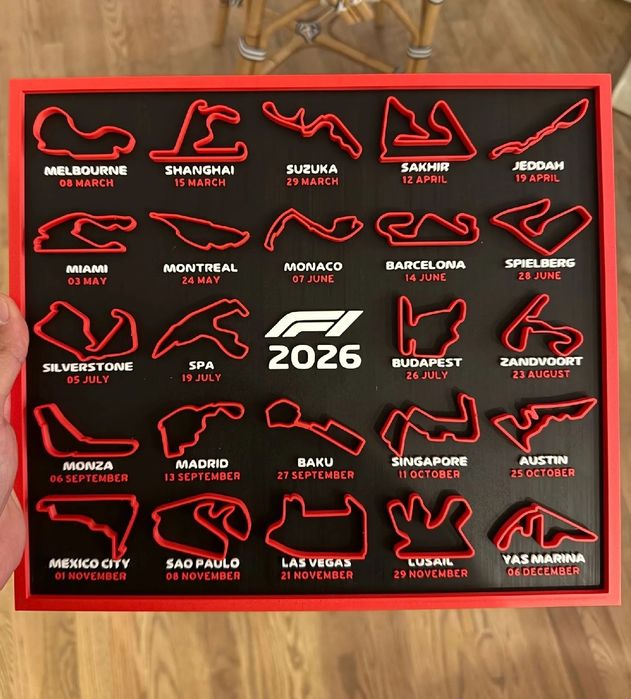 MELBOURNE
08 MARCH
SHANGHAI
15 MARCH
SUZUKA
29 MARCH
SAKHIR
12 APRIL
JEDDAH
19 APRIL
MIAMI
03 MAY
MONTREAL
24 MAY
MONACO
07 JUNE
BARCELONA
14 JUNE
SPIELBERG
28 JUNE
SILVERSTONE
05 JULY
SPA
19 JULY
F1
2026
BUDAPEST
26 JULY
ZANDVOORT
23 AUGUST
MONZA
06 SEPTEMBER
MADRID
13 SEPTEMBER
BAKU
27 SEPTEMBER
SINGAPORE
11 OCTOBER
AUSTIN
25 OCTOBER
MEXICO CITY
01 NOVEMBER
SAO PAULO
08 NOVEMBER
LAS VEGAS
21 NOVEMBER
LUSAIL
29 NOVEMBER
YAS MARINA
06 DECEMBER